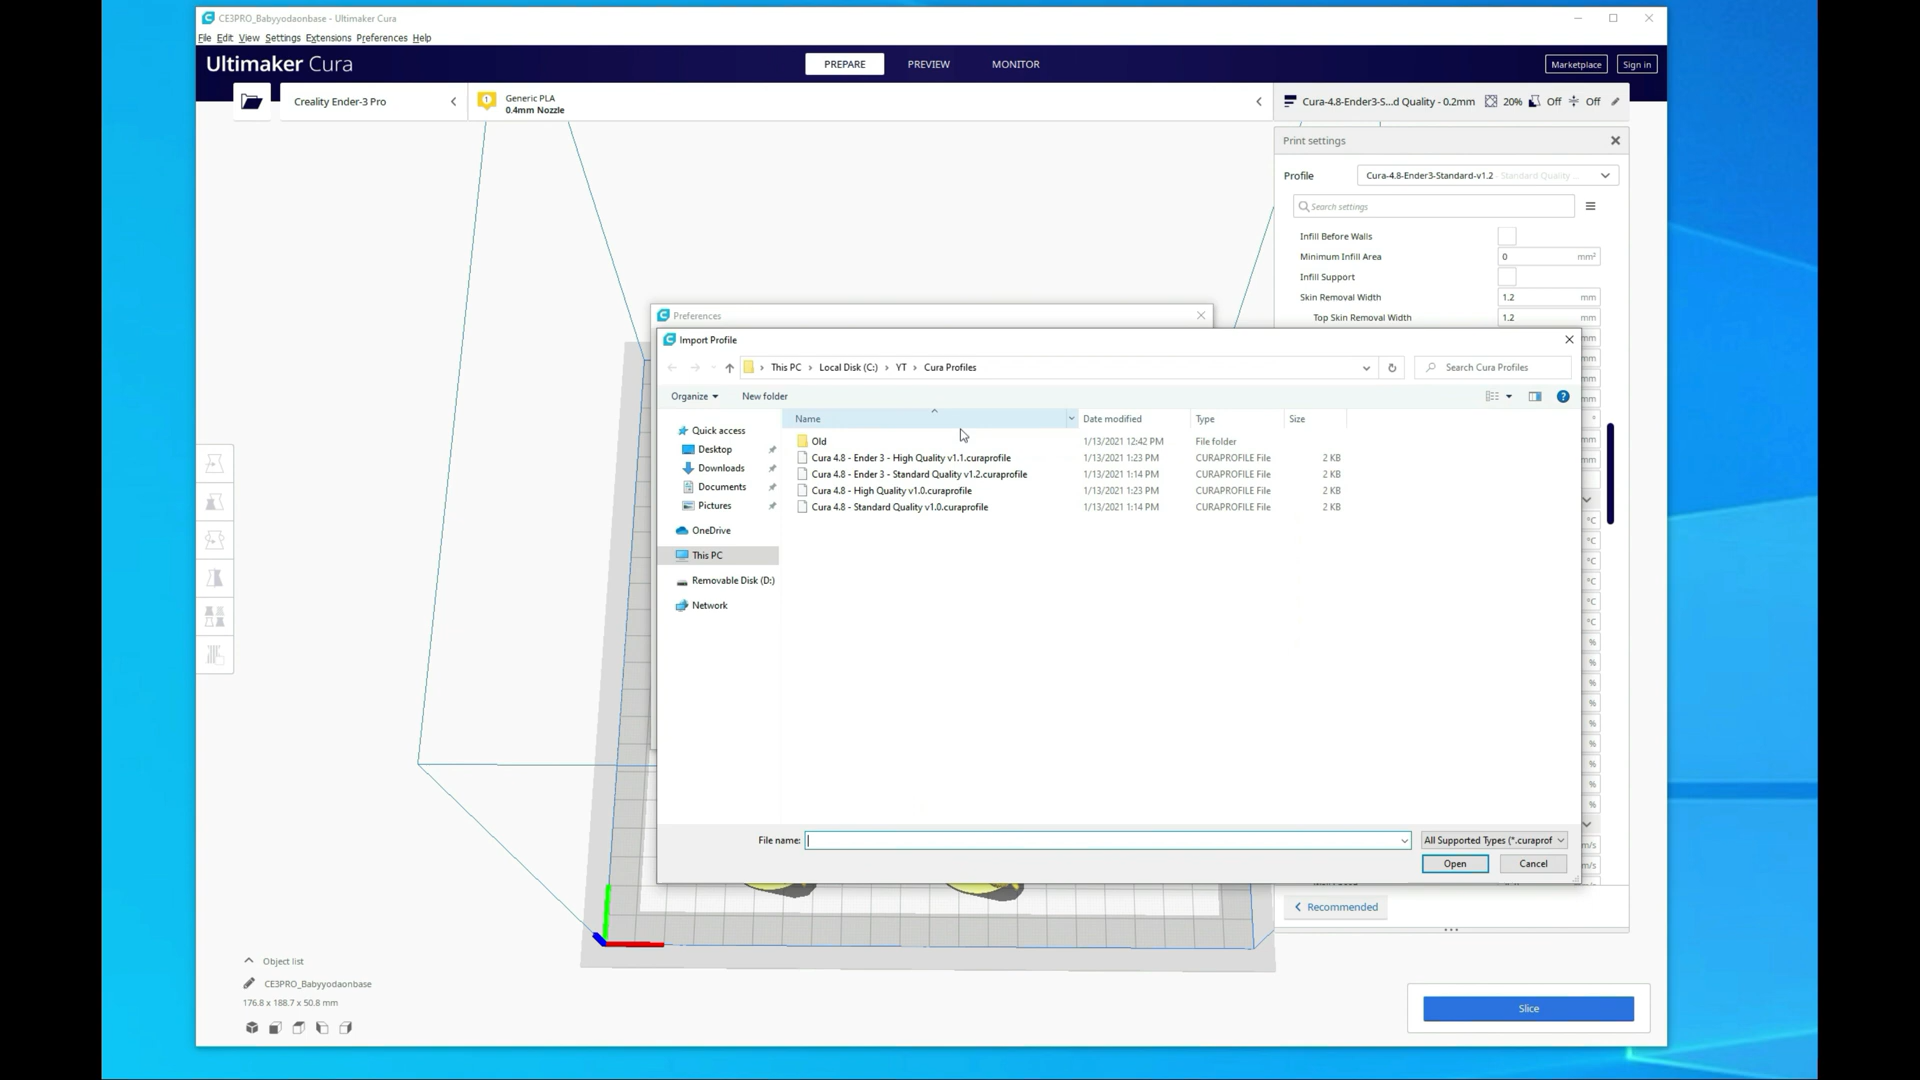 CE3PRO_Babyyodaonbase - Ultimaker Cura
File Edit View Settings Extensions Preferences Help
Ultimaker Cura
PREPARE PREVIEW MONITOR
Marketplace Sign in
Creality Ender-3 Pro
1
Generic PLA
0.4mm Nozzle
Cura-4.8-Ender3-S...d Quality - 0.2mm 20% Off Off
Print settings
Profile Cura-4.8-Ender3-Standard-v1.2 - Standard Quality ...
Search settings
Infill Before Walls
Minimum Infill Area 0 mm²
Infill Support
Skin Removal Width 1.2 mm
Top Skin Removal Width 1.2 mm
Preferences
Import Profile
This PC > Local Disk (C:) > YT > Cura Profiles
Search Cura Profiles
Organize New folder
Name Date modified Type Size
Quick access
Desktop
Downloads
Documents
Pictures
OneDrive
This PC
Removable Disk (D:)
Network
Old 1/13/2021 12:42 PM File folder
Cura 4.8 - Ender 3 - High Quality v1.1.curaprofile 1/13/2021 1:23 PM CURAPROFILE File 2 KB
Cura 4.8 - Ender 3 - Standard Quality v1.2.curaprofile 1/13/2021 1:14 PM CURAPROFILE File 2 KB
Cura 4.8 - High Quality v1.0.curaprofile 1/13/2021 1:23 PM CURAPROFILE File 2 KB
Cura 4.8 - Standard Quality v1.0.curaprofile 1/13/2021 1:14 PM CURAPROFILE File 2 KB
mm
mm
mm
mm
°
mm
mm
°C
°C
°C
°C
°C
°C
%
%
%
%
%
%
%
%
%
m/s
m/s
File name:
All Supported Types (*.curaprof
Open Cancel
Recommended
Object list
CE3PRO_Babyyodaonbase
176.8 x 188.7 x 50.8 mm
Slice